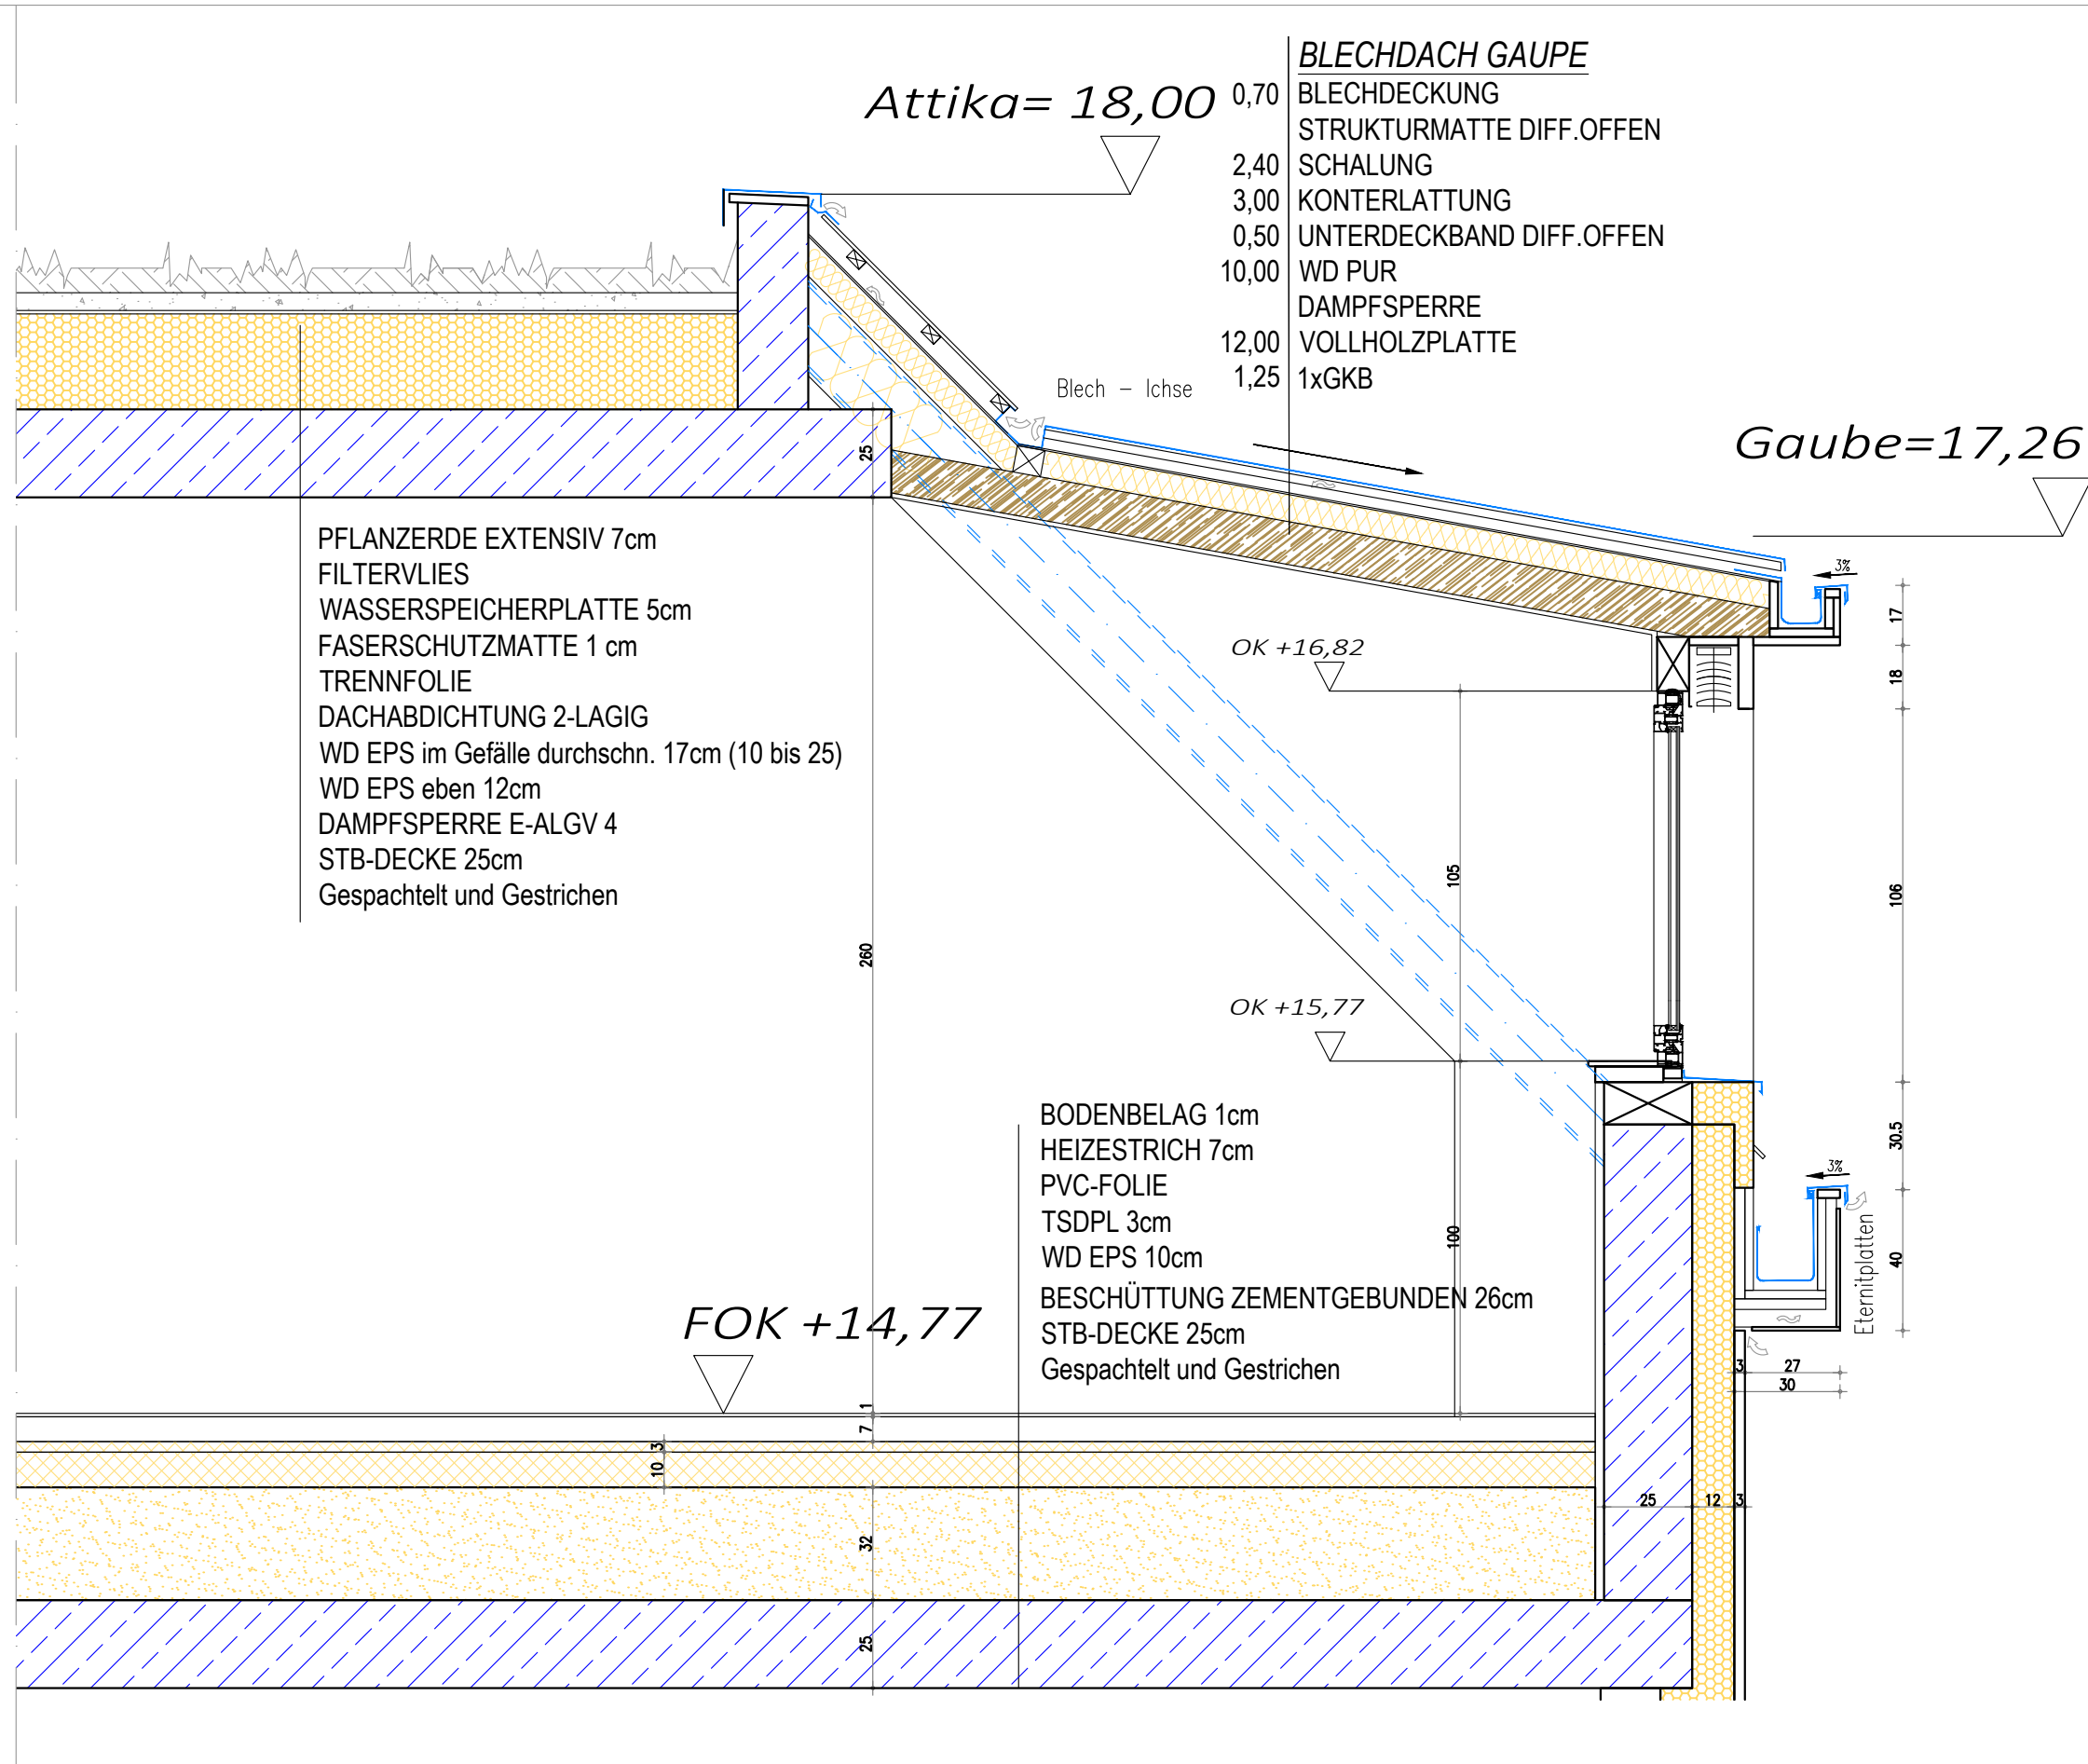 BLECHDACH GAUPE
0,70 BLECHDECKUNG
STRUKTURMATTE DIFF.OFFEN
2,40 SCHALUNG
3,00 KONTERLATTUNG
0,50 UNTERDECKBAND DIFF.OFFEN
10,00 WD PUR
DAMPFSPERRE
12,00 VOLLHOLZPLATTE
1,25 1xGKB
Attika= 18,00
Blech - Ichse
Gaube=17,26
25
3%
17
18
PFLANZERDE EXTENSIV 7cm
FILTERVLIES
WASSERSPEICHERPLATTE 5cm
FASERSCHUTZMATTE 1 cm
TRENNFOLIE
DACHABDICHTUNG 2-LAGIG
WD EPS im Gefälle durchschn. 17cm (10 bis 25)
WD EPS eben 12cm
DAMPFSPERRE E-ALGV 4
STB-DECKE 25cm
Gespachtelt und Gestrichen
OK +16,82
105
106
260
OK +15,77
BODENBELAG 1cm
HEIZESTRICH 7cm
PVC-FOLIE
TSDPL 3cm
WD EPS 10cm
BESCHÜTTUNG ZEMENTGEBUNDEN 26cm
STB-DECKE 25cm
Gespachtelt und Gestrichen
100
30.5
3%
40
Eternitplatten
3 27
30
FOK +14,77
1
7
3
10
32
25
25 12 3